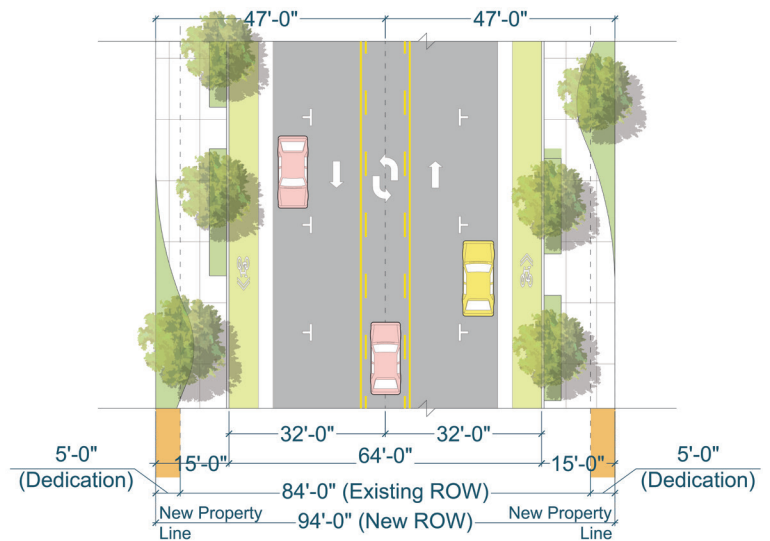 47'-0" 47'-0"
32'-0" 32'-0"
5'-0" 15'-0" 64'-0" 15'-0" 5'-0"
(Dedication) (Dedication)
84'-0" (Existing ROW)
New Property New Property
94'-0" (New ROW)
Line Line